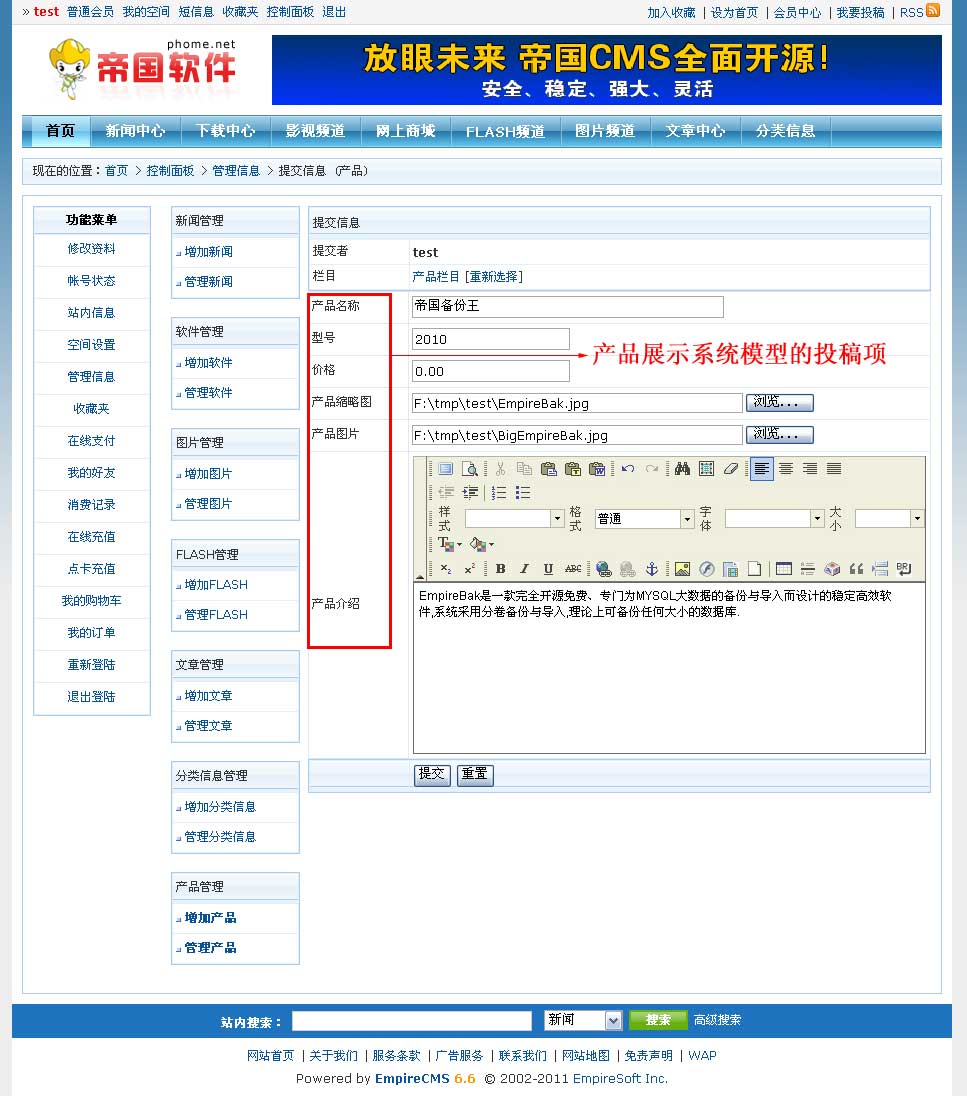 » test 普通会员 我的空间 短信息 收藏夹 控制面板 退出 加入收藏 | 设为首页 | 会员中心 | 我要投稿 | RSS
phome.net
帝国软件
放眼未来 帝国CMS全面开源!
安全、稳定、强大、灵活
首页 新闻中心 下载中心 影视频道 网上商城 FLASH频道 图片频道 文章中心 分类信息
现在的位置：首页 > 控制面板 > 管理信息 > 提交信息 (产品)
功能菜单
修改资料
帐号状态
站内信息
空间设置
管理信息
收藏夹
在线支付
我的好友
消费记录
在线充值
点卡充值
我的购物车
我的订单
重新登陆
退出登陆
新闻管理
增加新闻
管理新闻
软件管理
增加软件
管理软件
图片管理
增加图片
管理图片
FLASH管理
增加FLASH
管理FLASH
文章管理
增加文章
管理文章
分类信息管理
增加分类信息
管理分类信息
产品管理
增加产品
管理产品
提交信息
提交者 test
栏目 产品栏目 [重新选择]
产品名称 帝国备份王
型号 2010
产品展示系统模型的投稿项
价格 0.00
产品缩略图 F:\tmp\test\EmpireBak.jpg 浏览...
产品图片 F:\tmp\test\BigEmpireBak.jpg 浏览...
样式 格式 普通 字体 大小
B I U ABC BR
产品介绍
EmpireBak是一款完全开源免费、专门为MYSQL大数据的备份与导入而设计的稳定高效软
件,系统采用分卷备份与导入,理论上可备份任何大小的数据库.
提交 重置
站内搜索： 新闻 搜索 高级搜索
网站首页 | 关于我们 | 服务条款 | 广告服务 | 联系我们 | 网站地图 | 免责声明 | WAP
Powered by EmpireCMS 6.6 © 2002-2011 EmpireSoft Inc.